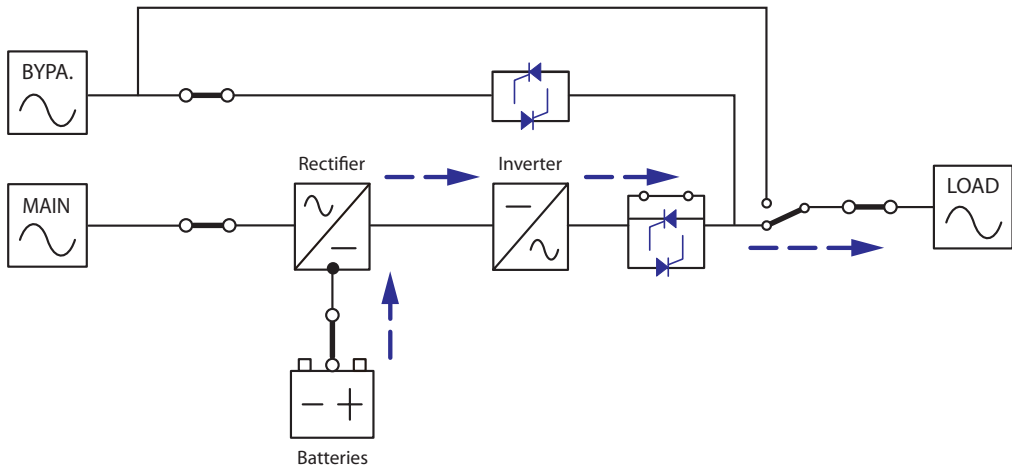 BYPA.
Rectifier
Inverter
MAIN
LOAD
Batteries